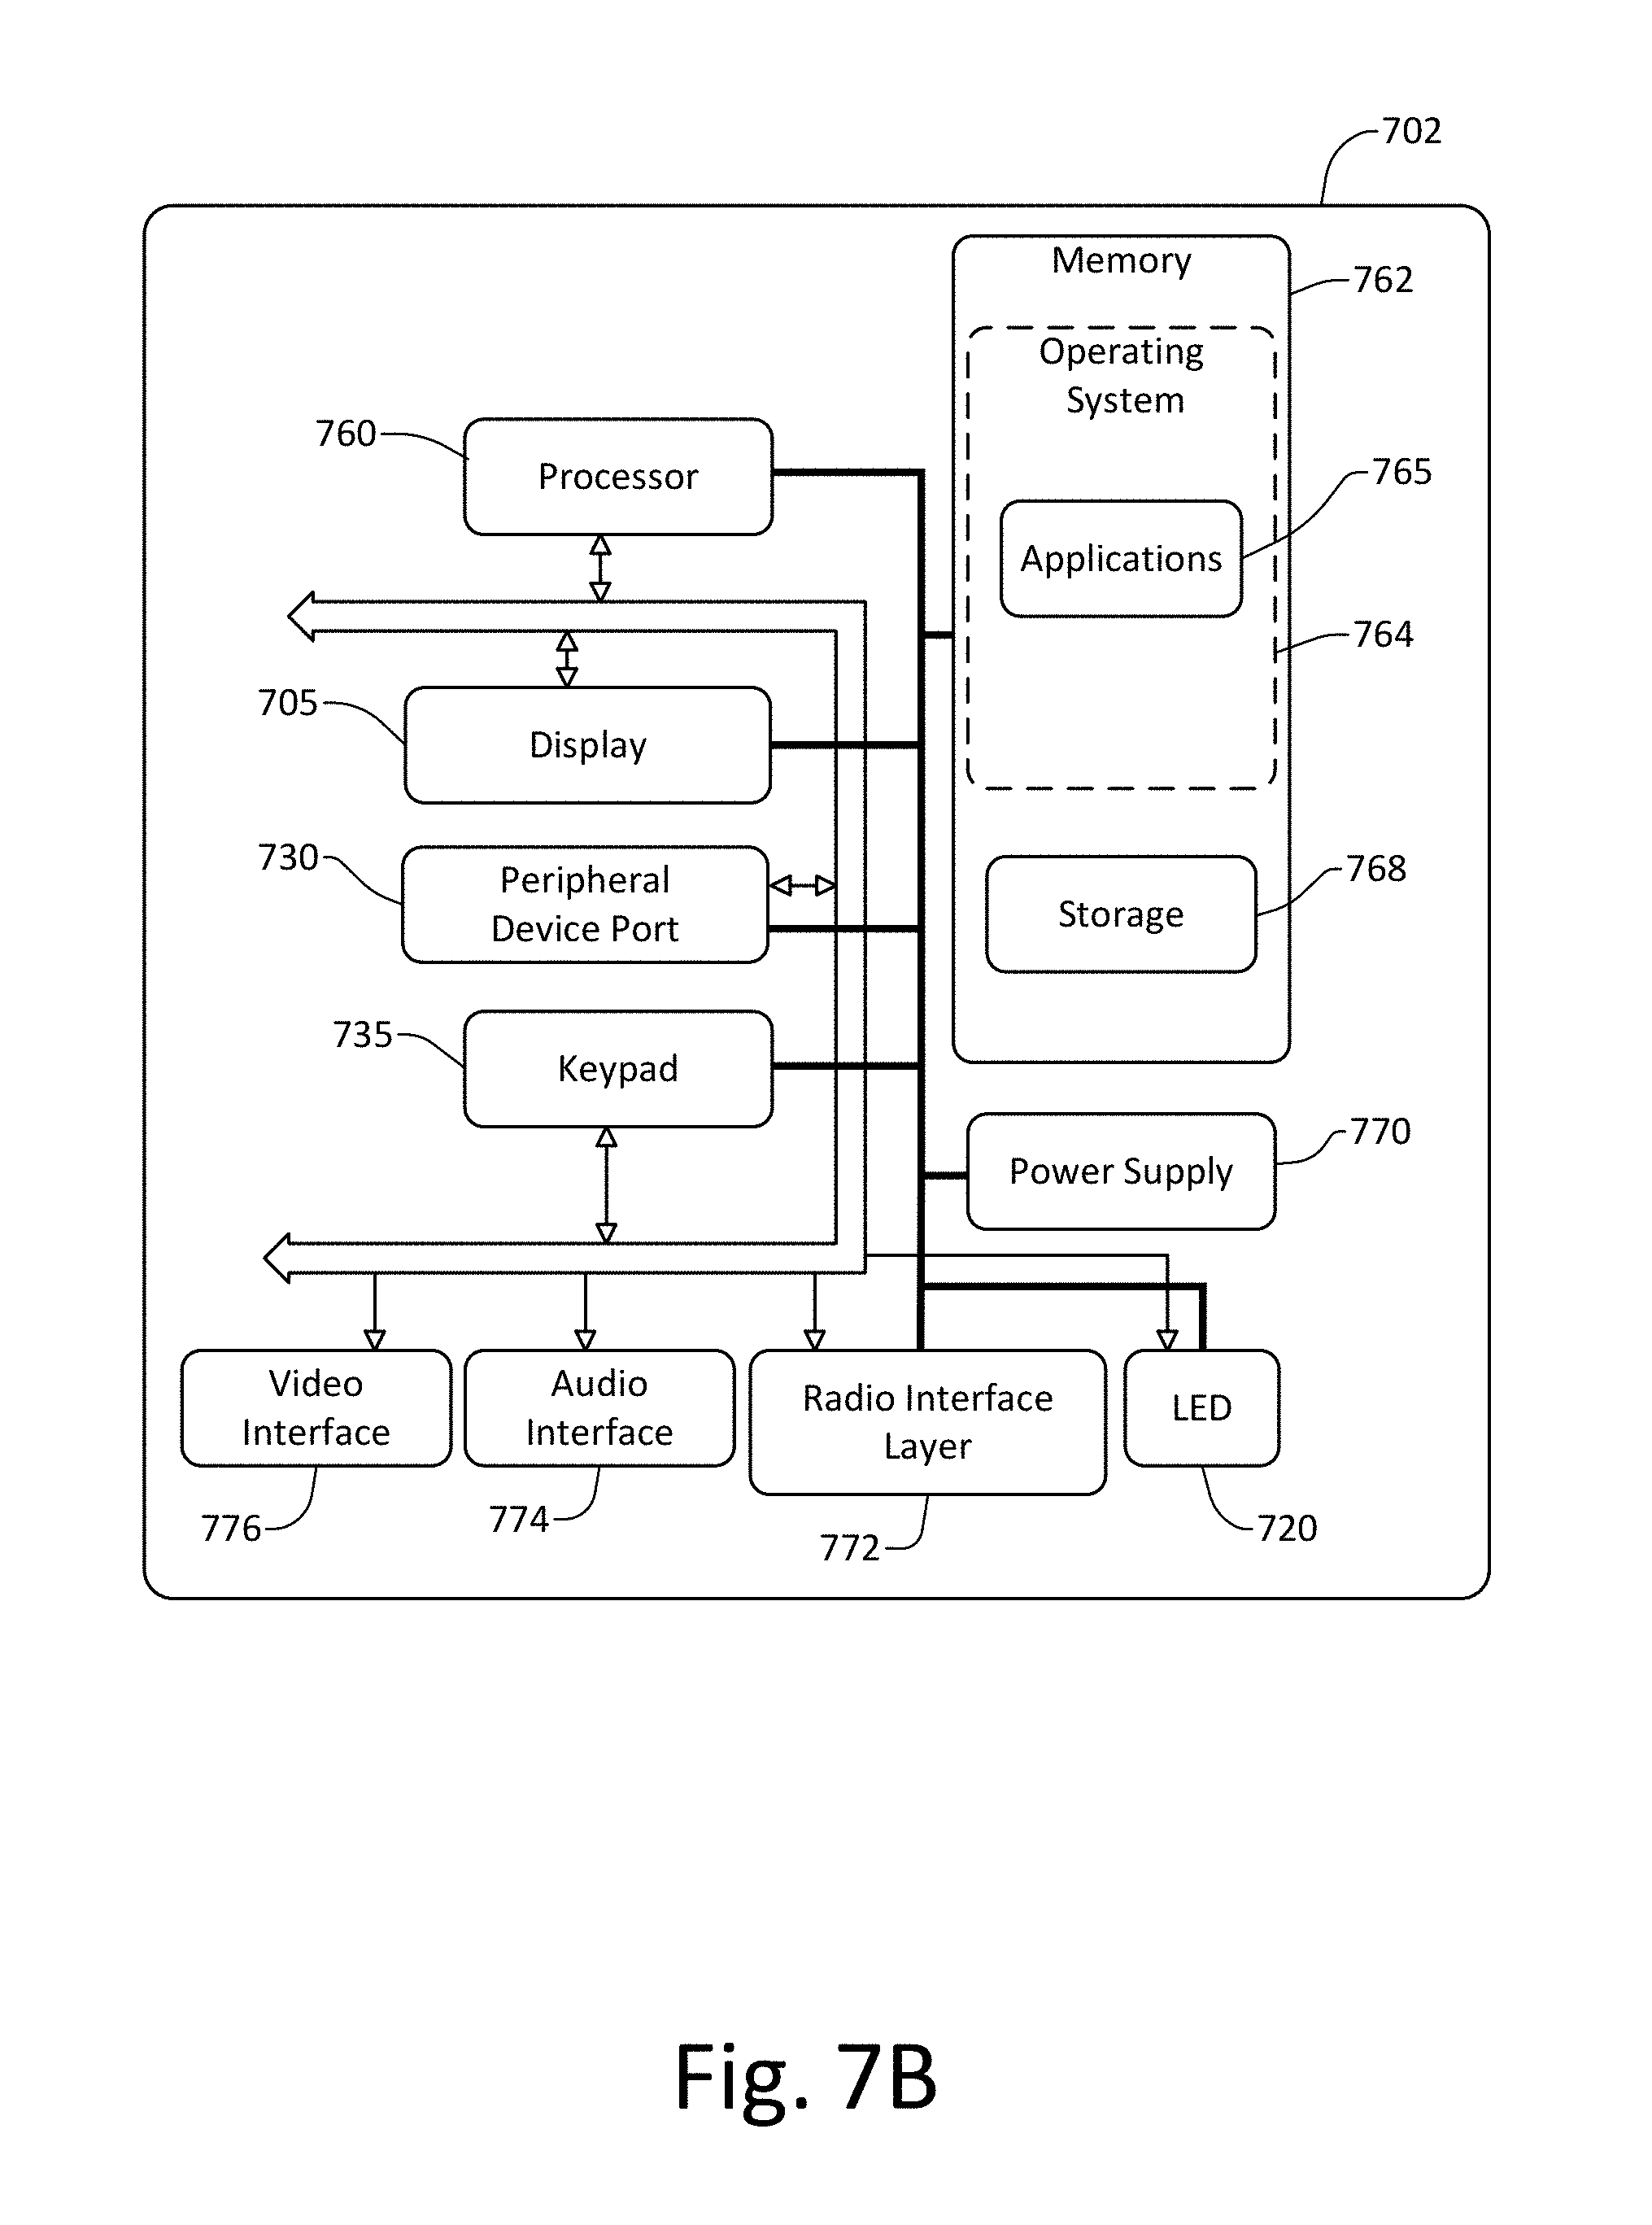 702
Memory
762
Operating
System
760
Processor
765
Applications
764
705
Display
730
Peripheral
Device Port
768
Storage
735
Keypad
770
Power Supply
Video
Interface
Audio
Interface
Radio Interface
Layer
LED
776
774
772
720
Fig. 7B